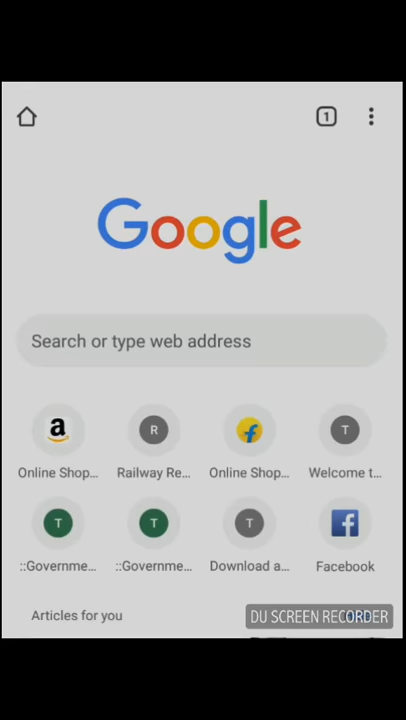 1
Google
Search or type web address
a R f T
Online Shop... Railway Re... Online Shop... Welcome t...
T T T f
::Governme... ::Governme... Download a... Facebook
Articles for you
DU SCREEN RECORDER